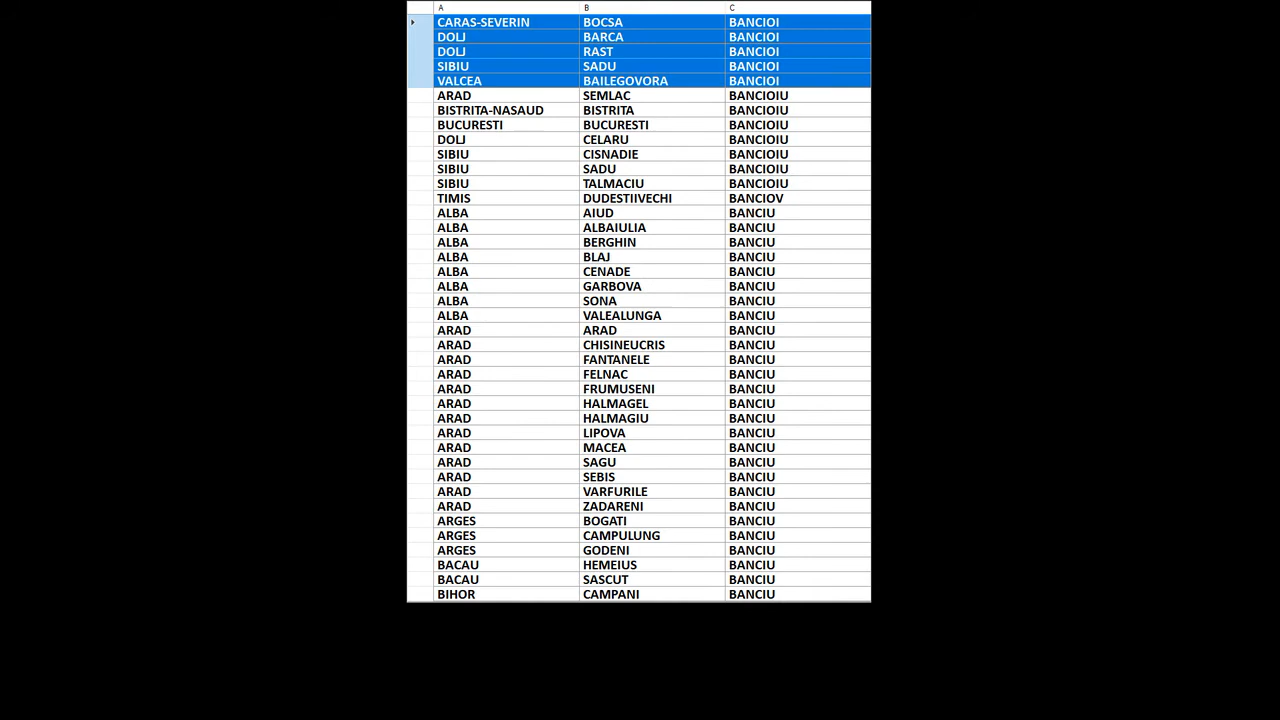 A B C
CARAS-SEVERIN BOCSA BANCIOI
DOLJ BARCA BANCIOI
DOLJ RAST BANCIOI
SIBIU SADU BANCIOI
VALCEA BAILEGOVORA BANCIOI
ARAD SEMLAC BANCIOIU
BISTRITA-NASAUD BISTRITA BANCIOIU
BUCURESTI BUCURESTI BANCIOIU
DOLJ CELARU BANCIOIU
SIBIU CISNADIE BANCIOIU
SIBIU SADU BANCIOIU
SIBIU TALMACIU BANCIOIU
TIMIS DUDESTIIVECHI BANCIOV
ALBA AIUD BANCIU
ALBA ALBAIULIA BANCIU
ALBA BERGHIN BANCIU
ALBA BLAJ BANCIU
ALBA CENADE BANCIU
ALBA GARBOVA BANCIU
ALBA SONA BANCIU
ALBA VALEALUNGA BANCIU
ARAD ARAD BANCIU
ARAD CHISINEUCRIS BANCIU
ARAD FANTANELE BANCIU
ARAD FELNAC BANCIU
ARAD FRUMUSENI BANCIU
ARAD HALMAGEL BANCIU
ARAD HALMAGIU BANCIU
ARAD LIPOVA BANCIU
ARAD MACEA BANCIU
ARAD SAGU BANCIU
ARAD SEBIS BANCIU
ARAD VARFURILE BANCIU
ARAD ZADARENI BANCIU
ARGES BOGATI BANCIU
ARGES CAMPULUNG BANCIU
ARGES GODENI BANCIU
BACAU HEMEIUS BANCIU
BACAU SASCUT BANCIU
BIHOR CAMPANI BANCIU